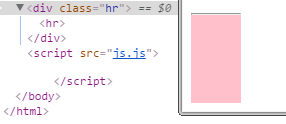 ▼<div class="hr"> == $0
<hr>
</div>
<script src="js.js">
</script>
</body>
</html>